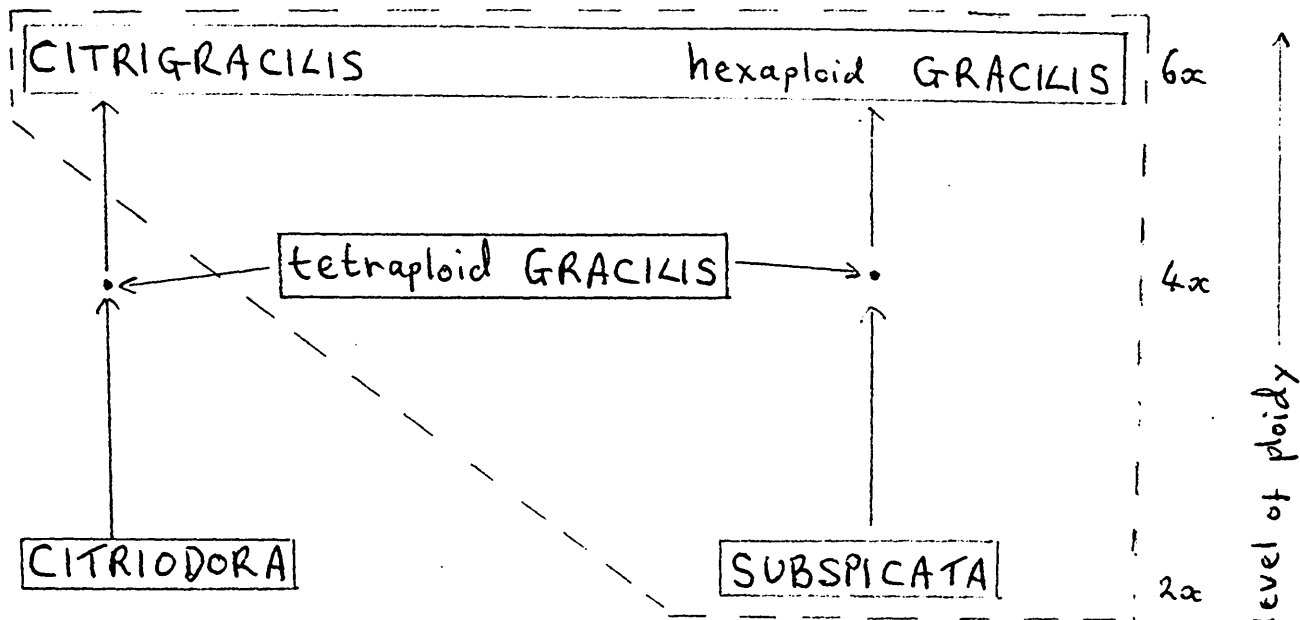 CITRIGRACILIS hexaploid GRACILIS 6x
tetraploid GRACILIS 4x
CITRIODORA SUBSPICATA 2x
level of ploidy